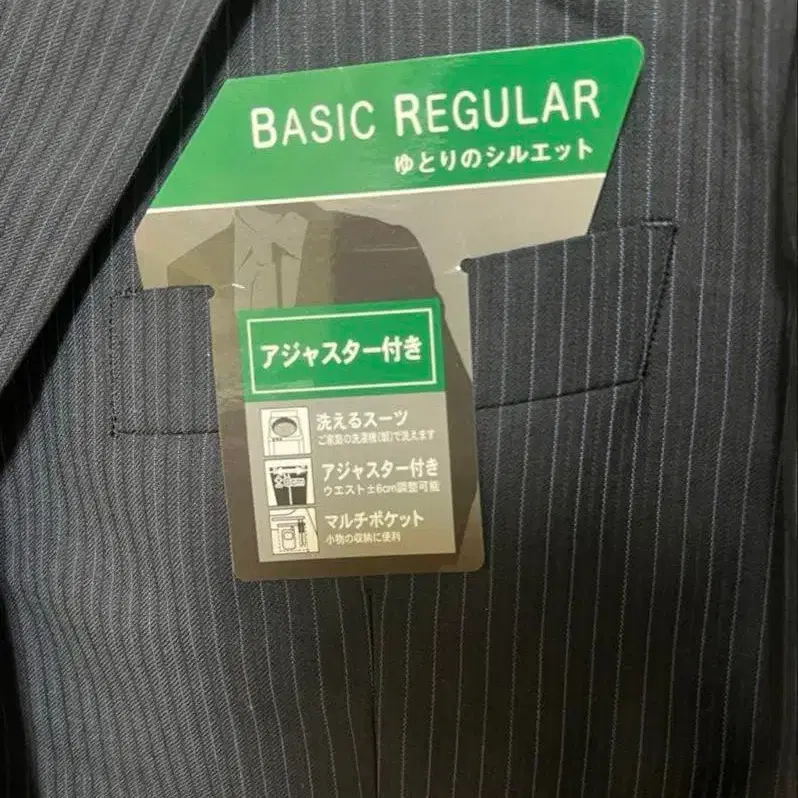 BASIC REGULAR
ゆとりのシルエット
アジャスター付き
洗えるスーツ
ご家庭の洗濯機(部)で洗えます
アジャスター付き
ウエスト±6cm調整可能
マルチポケット
小物の収納に便利